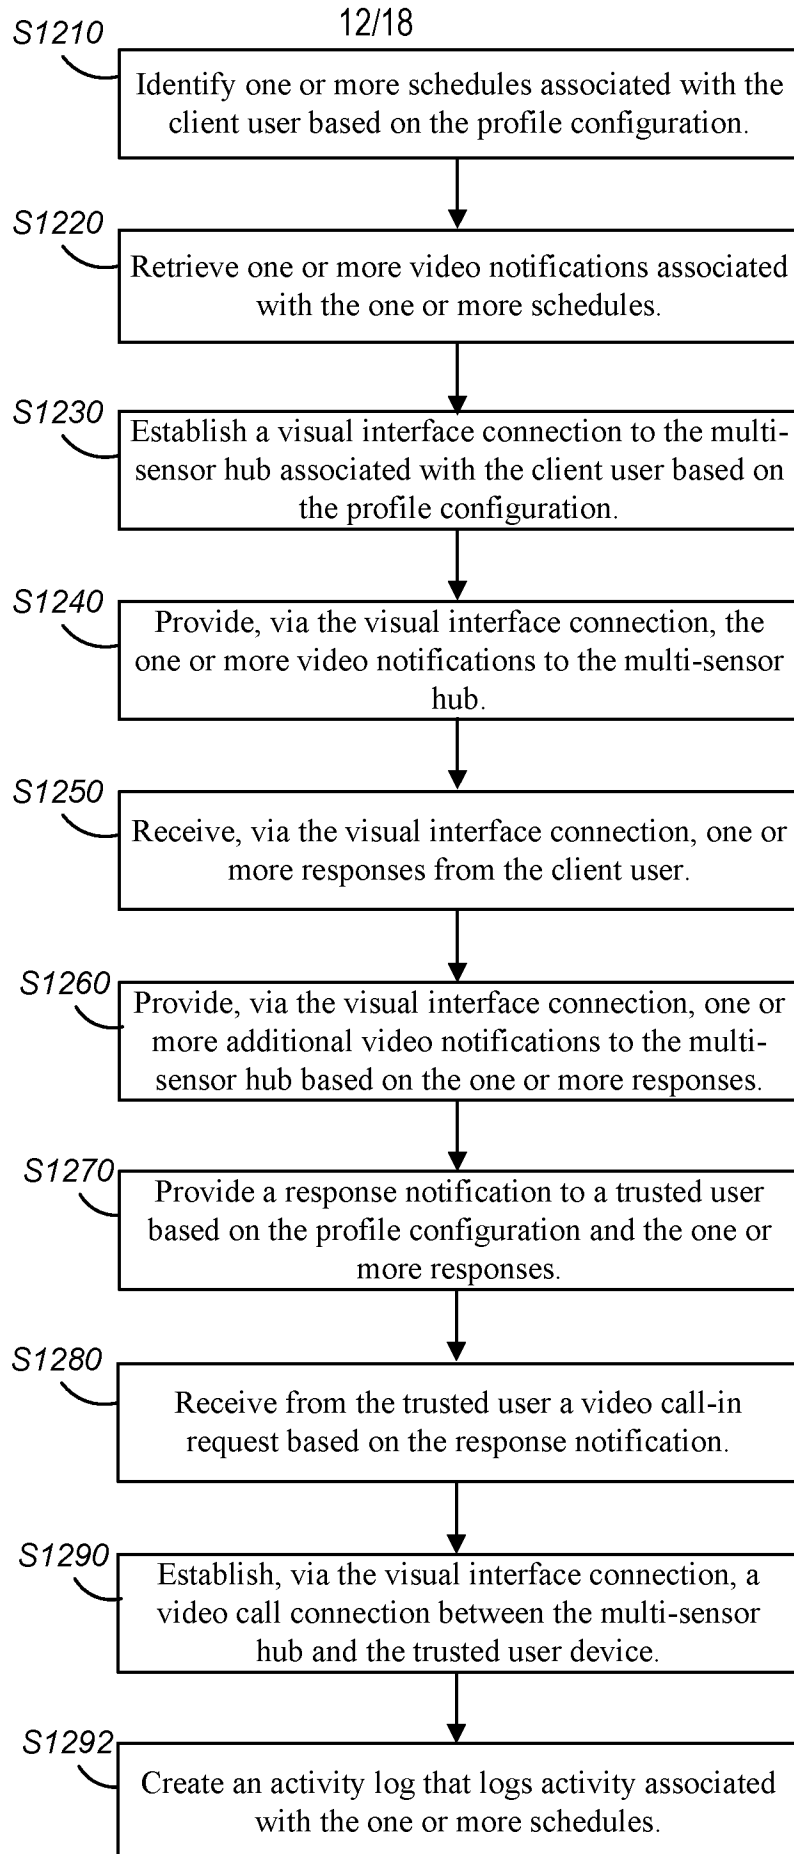 12/18
S1210
Identify one or more schedules associated with the
client user based on the profile configuration.
S1220
Retrieve one or more video notifications associated
with the one or more schedules.
S1230
Establish a visual interface connection to the multi-
sensor hub associated with the client user based on
the profile configuration.
S1240
Provide, via the visual interface connection, the
one or more video notifications to the multi-sensor
hub.
S1250
Receive, via the visual interface connection, one or
more responses from the client user.
S1260
Provide, via the visual interface connection, one or
more additional video notifications to the multi-
sensor hub based on the one or more responses.
S1270
Provide a response notification to a trusted user
based on the profile configuration and the one or
more responses.
S1280
Receive from the trusted user a video call-in
request based on the response notification.
S1290
Establish, via the visual interface connection, a
video call connection between the multi-sensor
hub and the trusted user device.
S1292
Create an activity log that logs activity associated
with the one or more schedules.